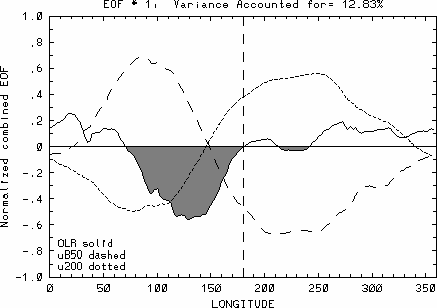 EOF # 1: Variance Accounted for= 12.83%
Normalized combined EOF
1.0
.8
.6
.4
.2
0
-.2
-.4
-.6
-.8
-1.0
OLR solid
u850 dashed
u200 dotted
0 50 100 150 200 250 300 350
LONGITUDE